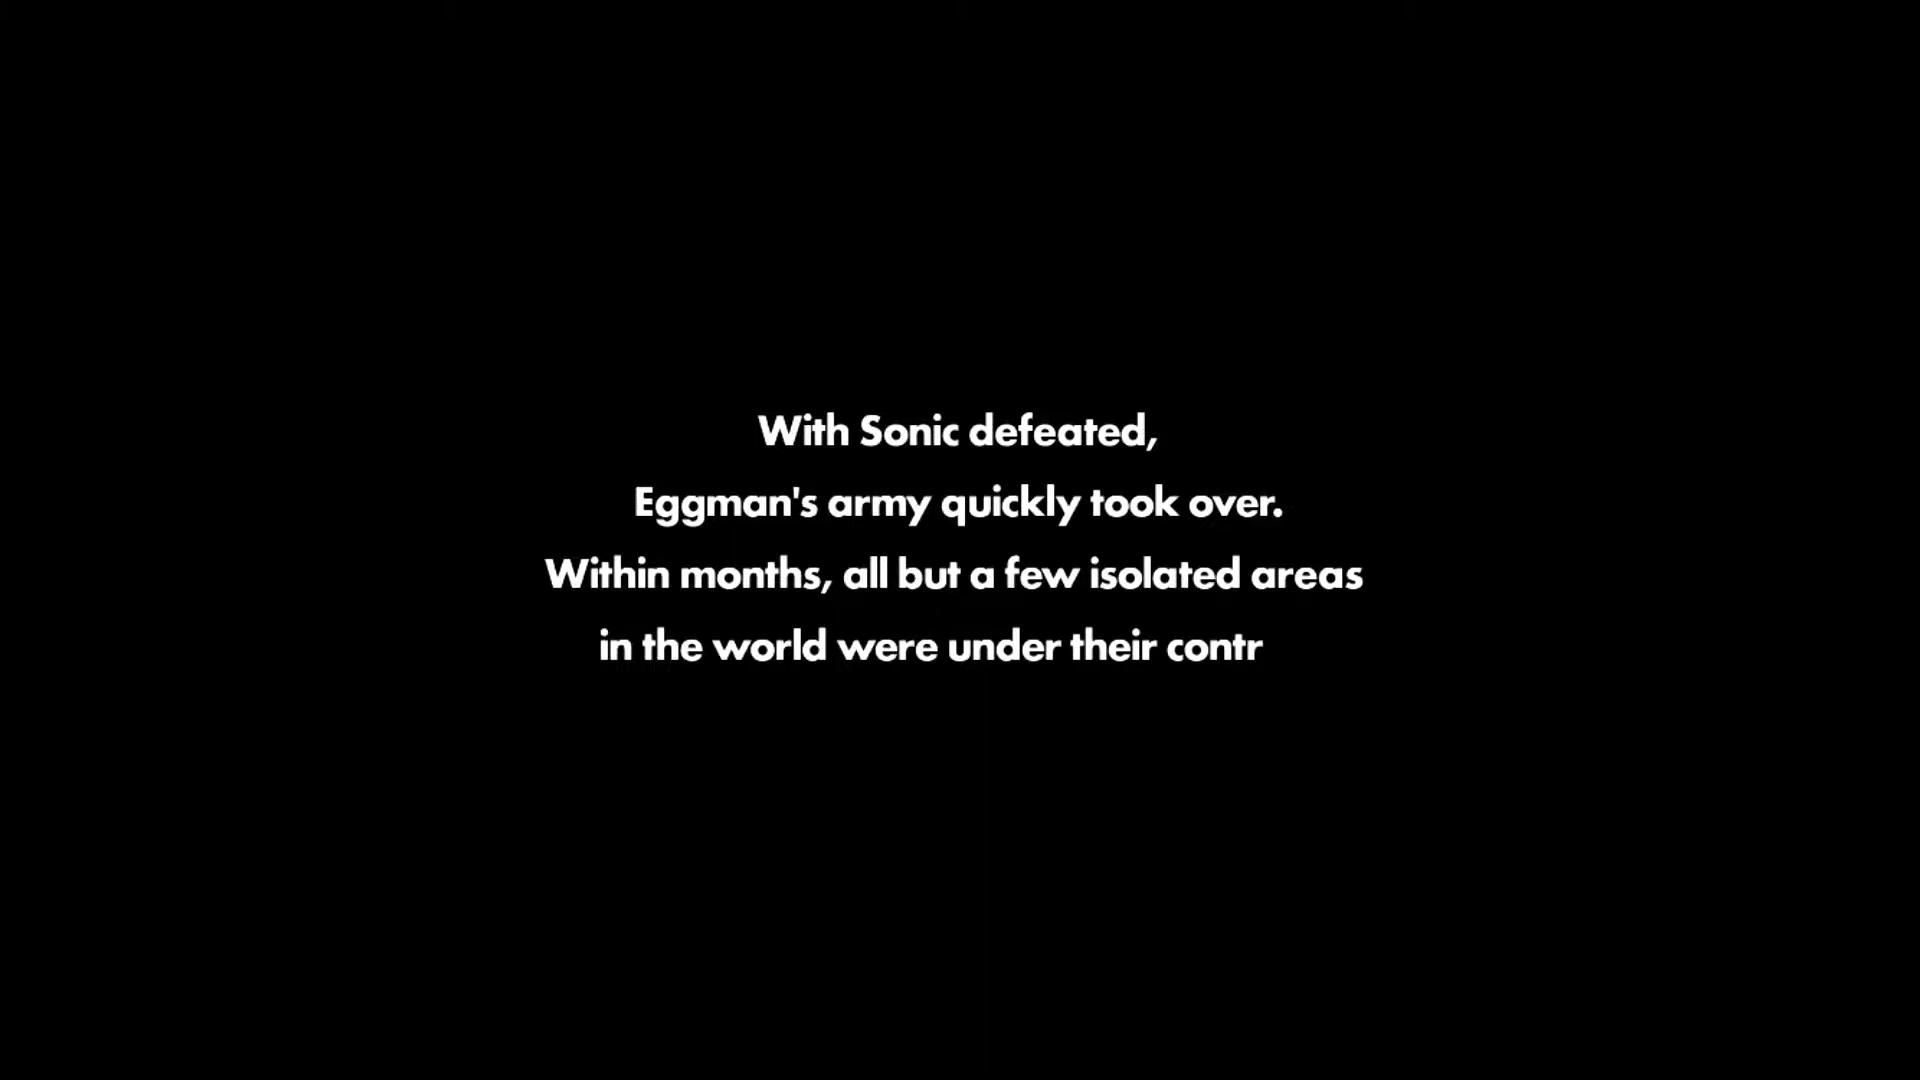 With Sonic defeated,
Eggman's army quickly took over.
Within months, all but a few isolated areas
in the world were under their contr